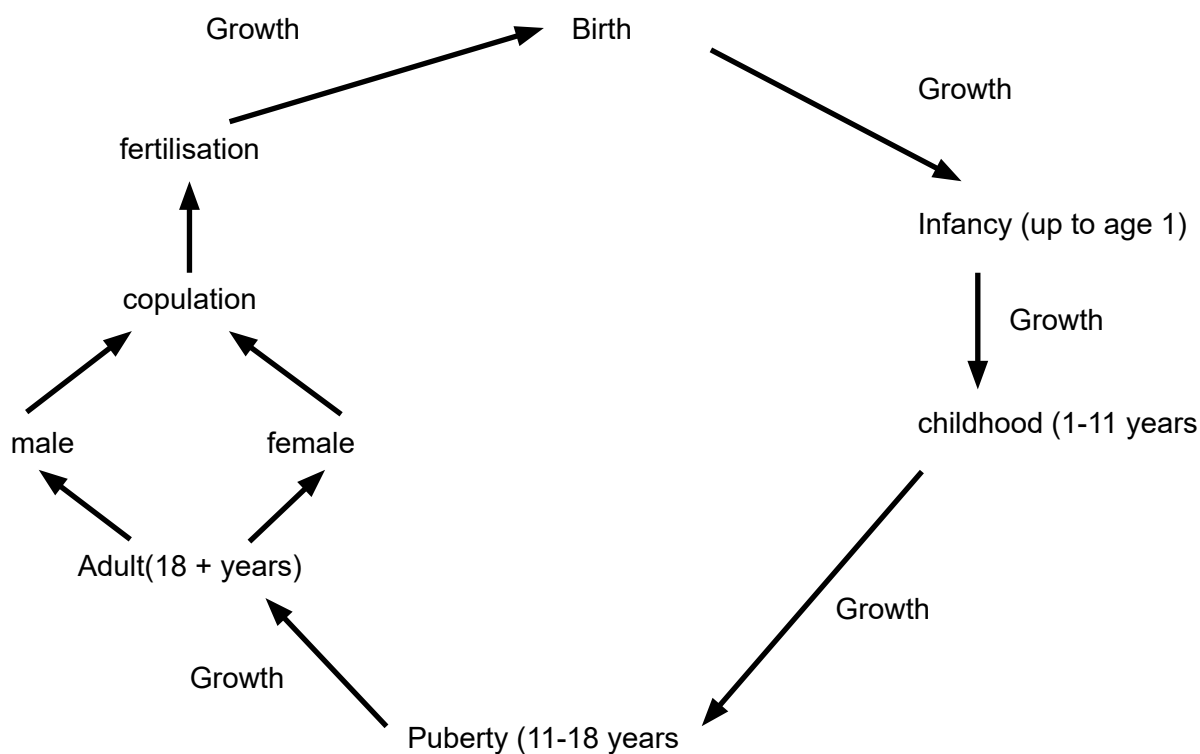 Growth
Birth
Growth
fertilisation
Infancy (up to age 1)
copulation
Growth
childhood (1-11 years
male
female
Adult(18 + years)
Growth
Growth
Puberty (11-18 years